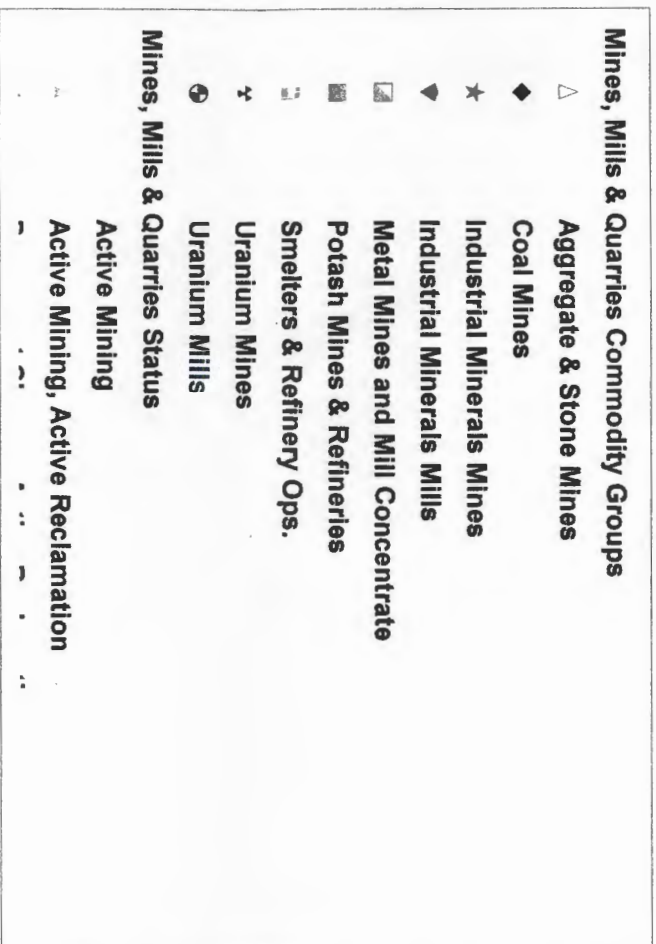 Mines, Mills & Quarries Commodity Groups
Aggregate & Stone Mines
Coal Mines
Industrial Minerals Mines
Industrial Minerals Mills
Metal Mines and Mill Concentrate
Potash Mines & Refineries
Smelters & Refinery Ops.
Uranium Mines
Uranium Mills
Mines, Mills & Quarries Status
Active Mining
Active Mining, Active Reclamation